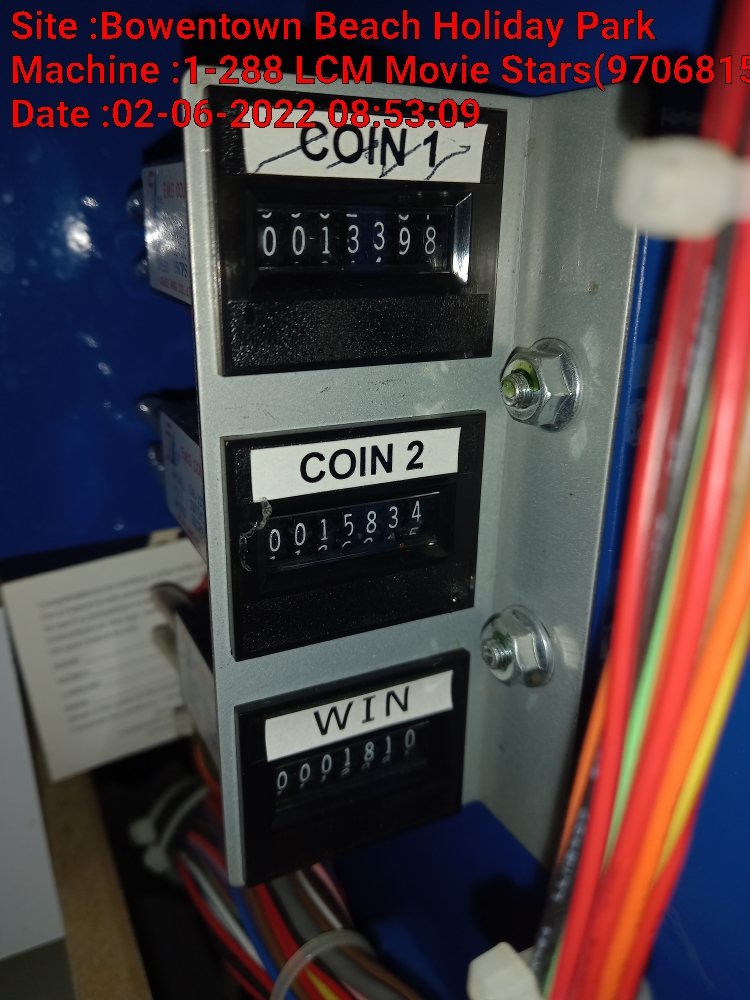 Site :Bowentown Beach Holiday Park
Machine :1-288 LCM Movie Stars(9706815
Date :02-06-2022 08:53:09
COIN 1
0013398
COIN 2
0015834
WIN
0001810